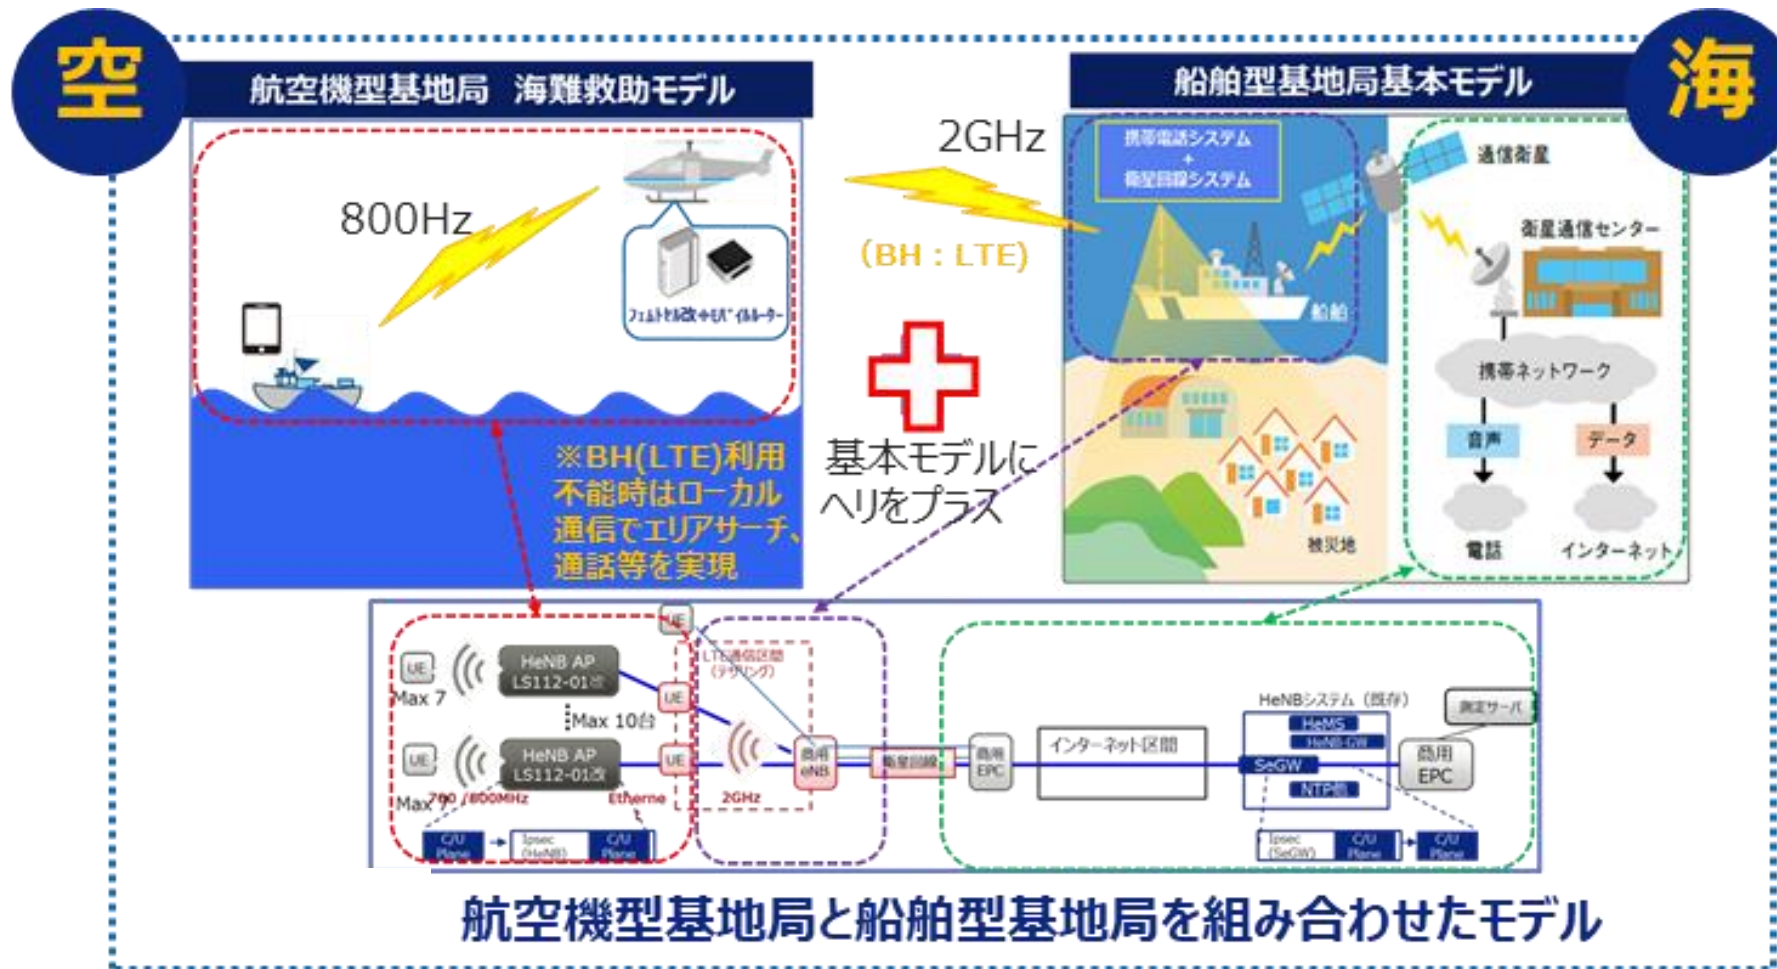 空
海
航空機型基地局 海難救助モデル
船舶型基地局基本モデル
800Hz
フェムトセル改+モバイルルーター
2GHz
(BH:LTE)
携帯電話システム
+
衛星回線システム
通信衛星
衛星通信センター
船舶
携帯ネットワーク
音声
データ
電話
インターネット
被災地
※BH(LTE)利用
不能時はローカル
通信でエリアサーチ、
通話等を実現
基本モデルに
ヘリをプラス
UE
LTE通信区間
(テザリング)
UE
Max 7
HeNB AP
LS112-01改
UE
Max 10台
UE
Max 7
HeNB AP
LS112-01改
UE
700/800MHz
Etherne
t
2GHz
商用
eNB
衛星回線
商用
EPC
インターネット区間
HeNBシステム(既存)
HeMS
HeNB-GW
SeGW
NTP他
測定サーバ
商用
EPC
C/U
Plane
Ipsec
(HeNB)
C/U
Plane
Ipsec
(SeGW)
C/U
Plane
C/U
Plane
航空機型基地局と船舶型基地局を組み合わせたモデル